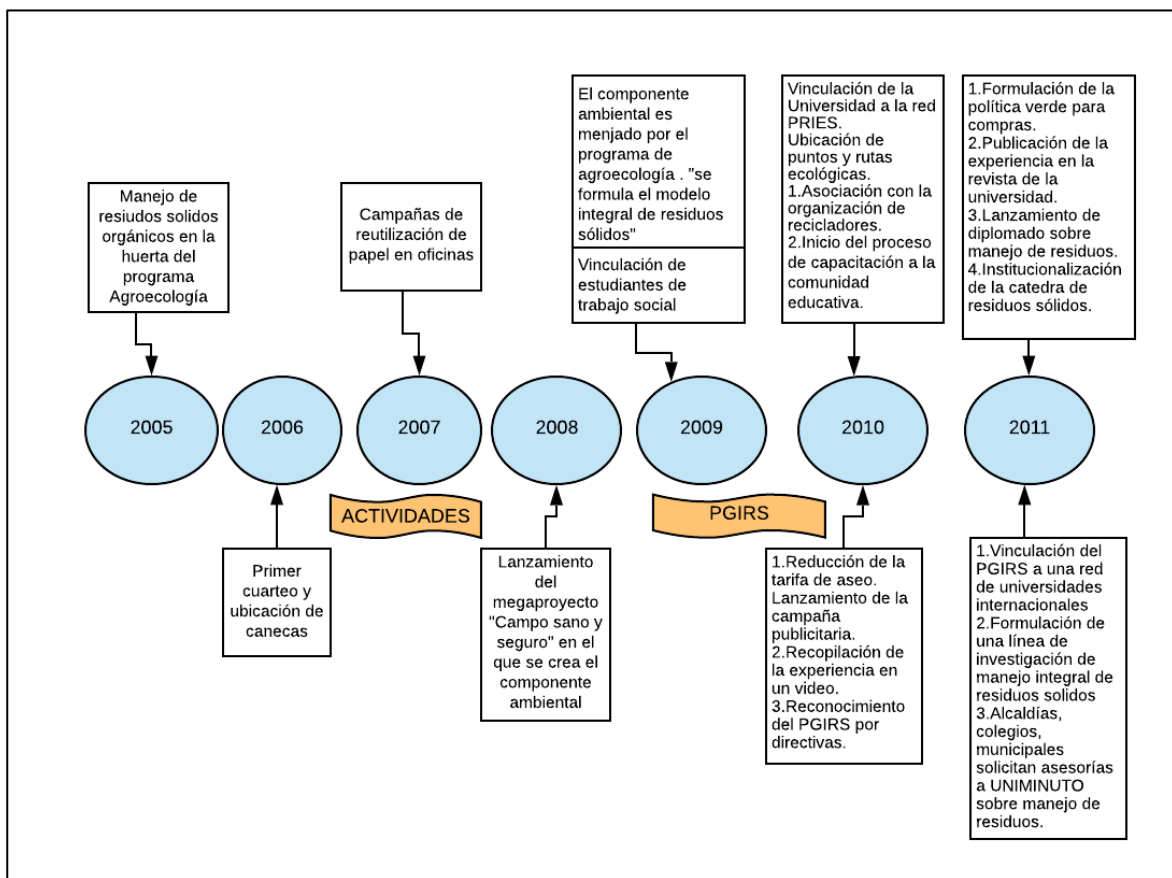 Manejo de
resiudos solidos
orgánicos en la
huerta del
programa
Agroecología
Campañas de
reutilización de
papel en oficinas
El componente
ambiental es
menjado por el
programa de
agroecología . "se
formula el modelo
integral de residuos
sólidos"
Vinculación de
estudiantes de
trabajo social
Vinculación de la
Universidad a la red
PRIES.
Ubicación de
puntos y rutas
ecológicas.
1.Asociación con la
organización de
recicladores.
2.Inicio del proceso
de capacitación a la
comunidad
educativa.
1.Formulación de la
política verde para
compras.
2.Publicación de la
experiencia en la
revista de la
universidad.
3.Lanzamiento de
diplomado sobre
manejo de residuos.
4.Institucionalización
de la catedra de
residuos sólidos.
2005
2006
2007
2008
2009
2010
2011
ACTIVIDADES
PGIRS
Primer
cuarteo y
ubicación de
canecas
Lanzamiento
del
megaproyecto
"Campo sano y
seguro" en el
que se crea el
componente
ambiental
1.Reducción de la
tarifa de aseo.
Lanzamiento de la
campaña
publicitaria.
2.Recopilación de
la experiencia en
un video.
3.Reconocimiento
del PGIRS por
directivas.
1.Vinculación del
PGIRS a una red
de universidades
internacionales
2.Formulación de
una línea de
investigación de
manejo integral de
residuos solidos
3.Alcaldías,
colegios,
municipales
solicitan asesorías
a UNIMINUTO
sobre manejo de
residuos.